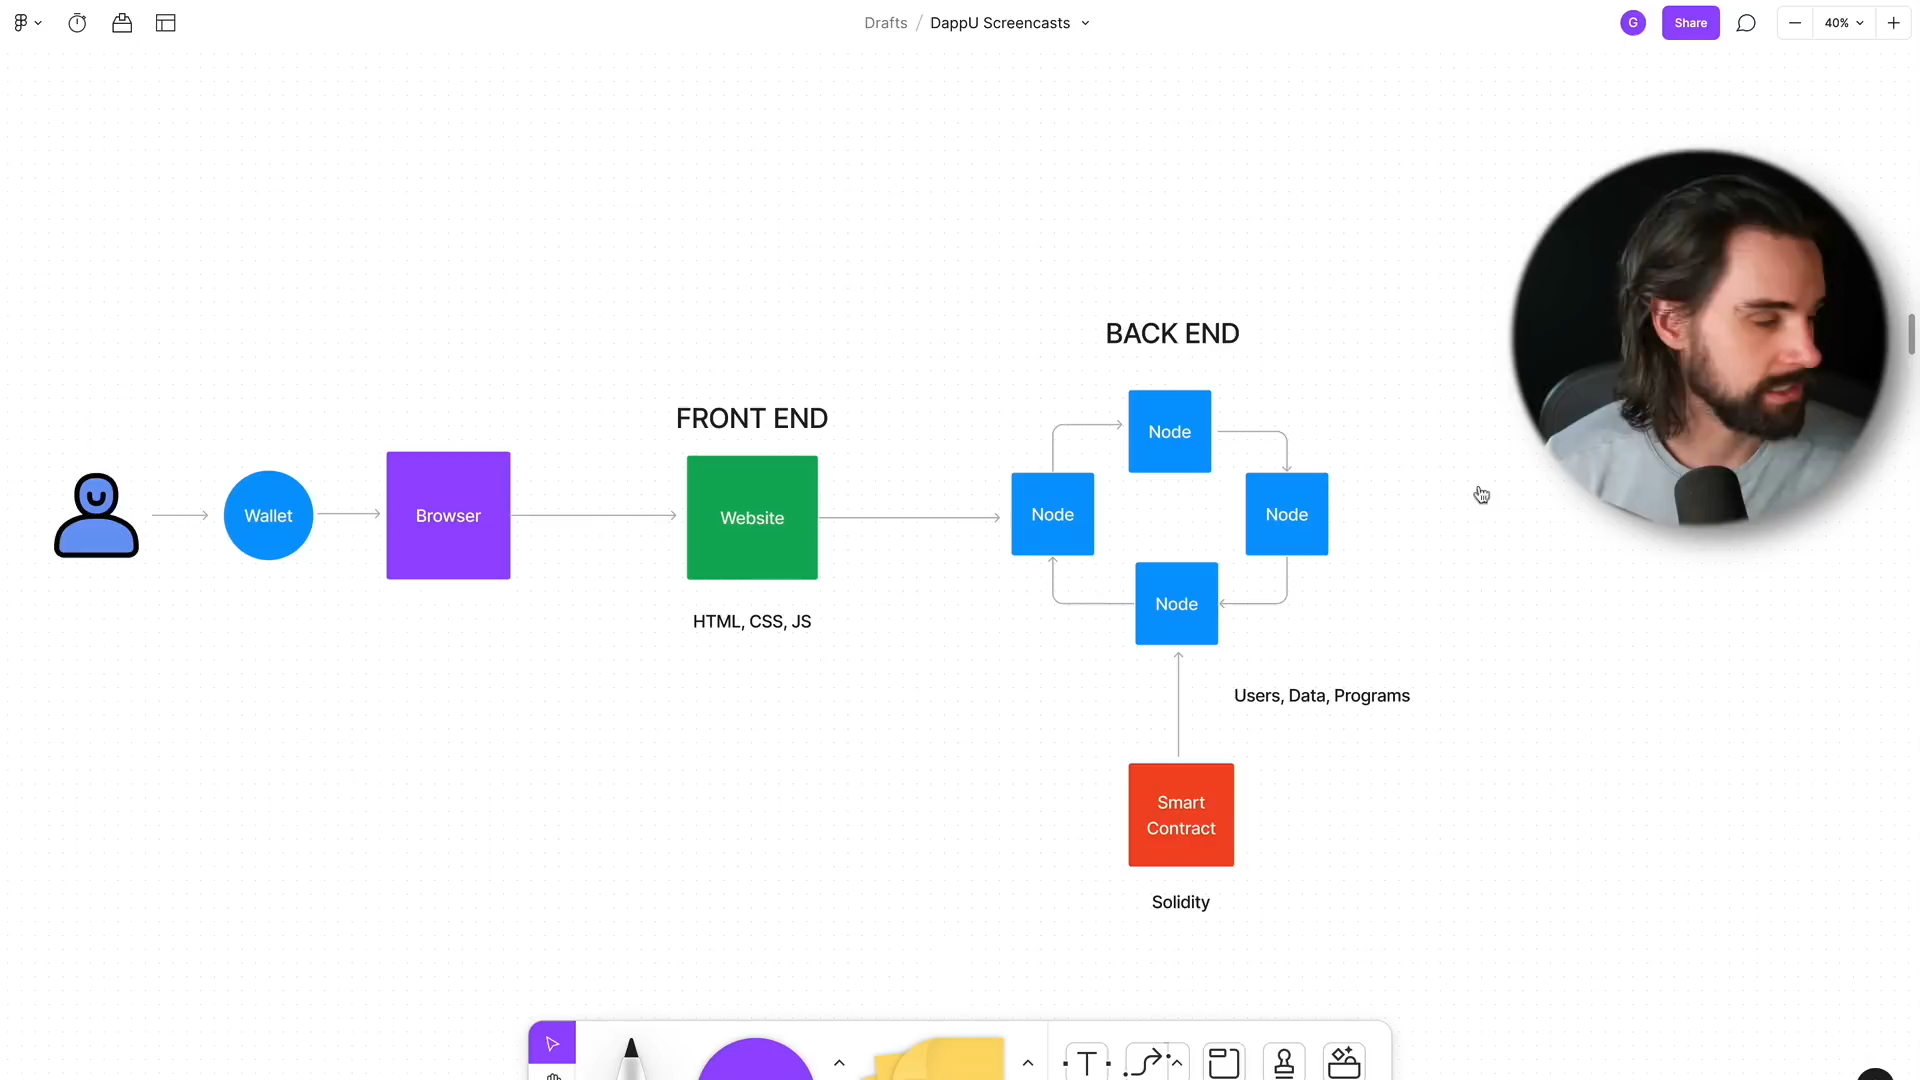 Drafts / DappU Screencasts
G
Share
40%
BACK END
FRONT END
Node
Node
Node
Node
Wallet
Browser
Website
HTML, CSS, JS
Users, Data, Programs
Smart
Contract
Solidity
T